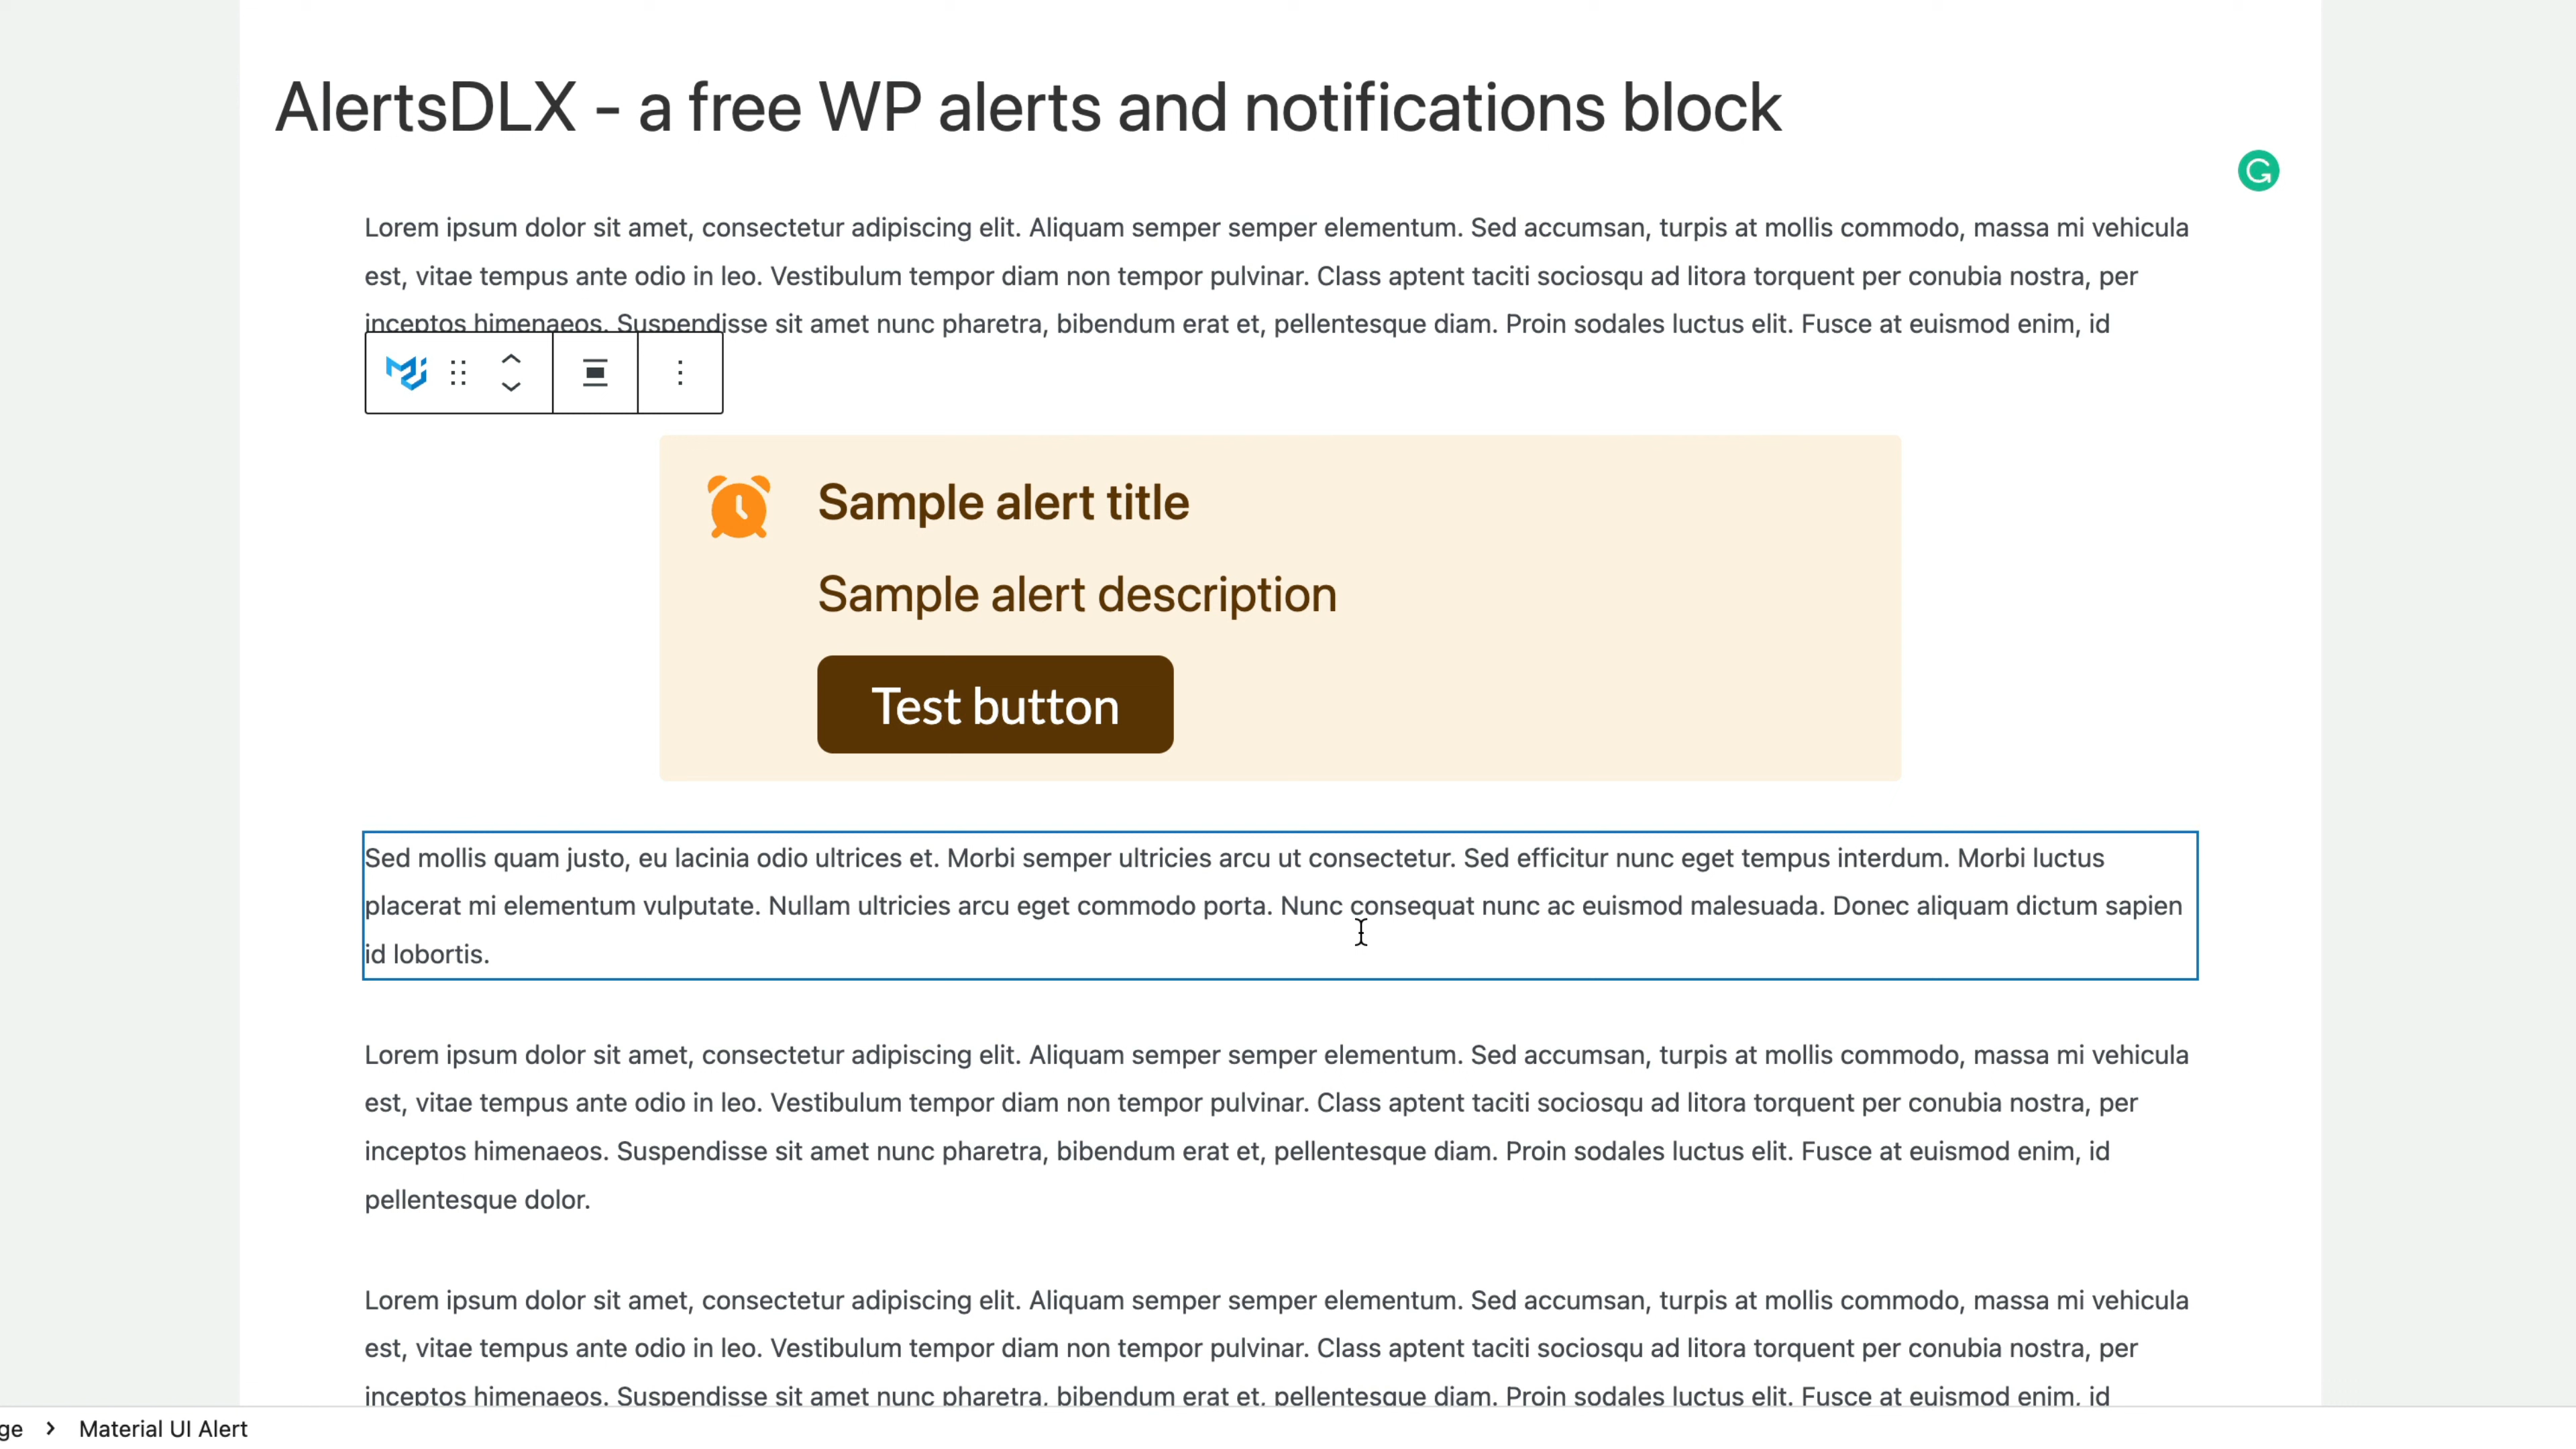 AlertsDLX - a free WP alerts and notifications block
Lorem ipsum dolor sit amet, consectetur adipiscing elit. Aliquam semper semper elementum. Sed accumsan, turpis at mollis commodo, massa mi vehicula
est, vitae tempus ante odio in leo. Vestibulum tempor diam non tempor pulvinar. Class aptent taciti sociosqu ad litora torquent per conubia nostra, per
inceptos himenaeos. Suspendisse sit amet nunc pharetra, bibendum erat et, pellentesque diam. Proin sodales luctus elit. Fusce at euismod enim, id
Sample alert title
Sample alert description
Test button
Sed mollis quam justo, eu lacinia odio ultrices et. Morbi semper ultricies arcu ut consectetur. Sed efficitur nunc eget tempus interdum. Morbi luctus
placerat mi elementum vulputate. Nullam ultricies arcu eget commodo porta. Nunc consequat nunc ac euismod malesuada. Donec aliquam dictum sapien
id lobortis.
Lorem ipsum dolor sit amet, consectetur adipiscing elit. Aliquam semper semper elementum. Sed accumsan, turpis at mollis commodo, massa mi vehicula
est, vitae tempus ante odio in leo. Vestibulum tempor diam non tempor pulvinar. Class aptent taciti sociosqu ad litora torquent per conubia nostra, per
inceptos himenaeos. Suspendisse sit amet nunc pharetra, bibendum erat et, pellentesque diam. Proin sodales luctus elit. Fusce at euismod enim, id
pellentesque dolor.
Lorem ipsum dolor sit amet, consectetur adipiscing elit. Aliquam semper semper elementum. Sed accumsan, turpis at mollis commodo, massa mi vehicula
est, vitae tempus ante odio in leo. Vestibulum tempor diam non tempor pulvinar. Class aptent taciti sociosqu ad litora torquent per conubia nostra, per
inceptos himenaeos. Suspendisse sit amet nunc pharetra, bibendum erat et, pellentesque diam. Proin sodales luctus elit. Fusce at euismod enim, id
ge > Material UI Alert